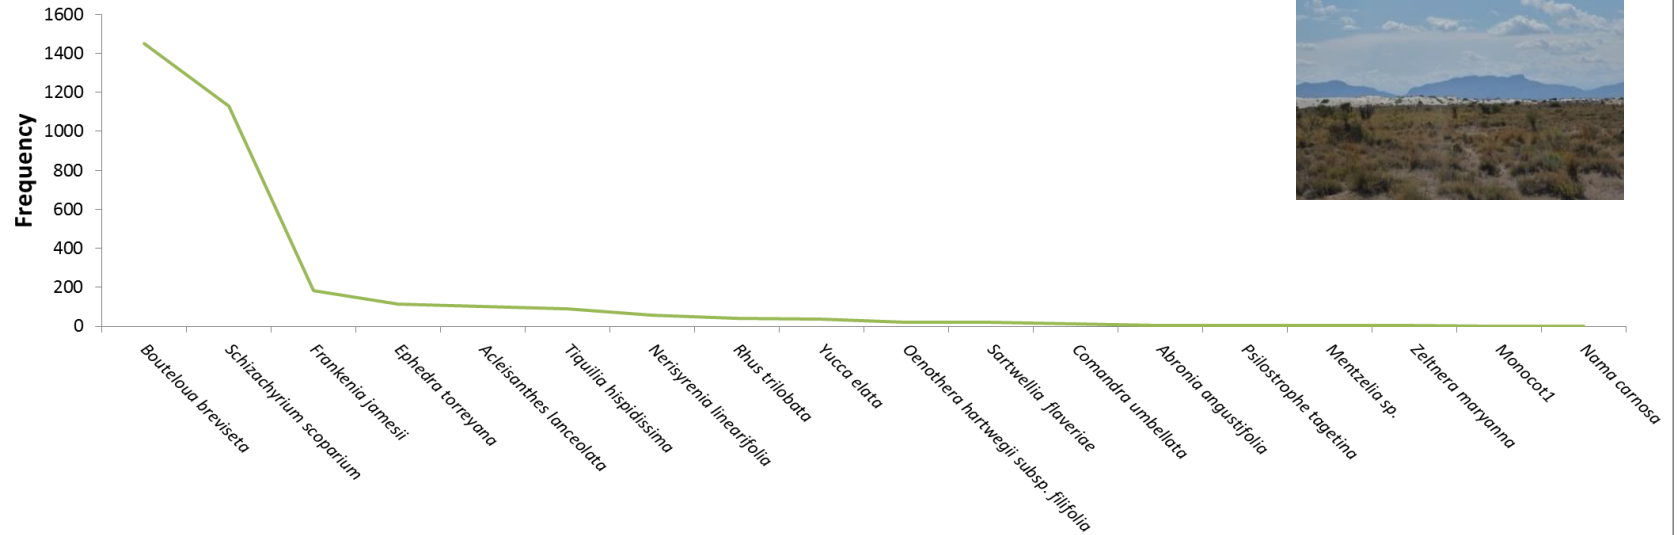 1600
1400
1200
1000
800
600
400
200
0
Frequency
Bouteloua breviseta
Schizachyrium scoparium
Frankenia jamesii
Ephedra torreyana
Acleisanthes lanceolata
Tiquilia hispidissima
Nerisyrenia linearifolia
Rhus trilobata
Yucca elata
Oenothera hartwegii subsp. filifolia
Sartwellia flaveriae
Comandra umbellata
Abronia angustifolia
Psilostrophe tagetina
Mentzelia sp.
Zeltnera maryanna
Monocot1
Nama carnosa